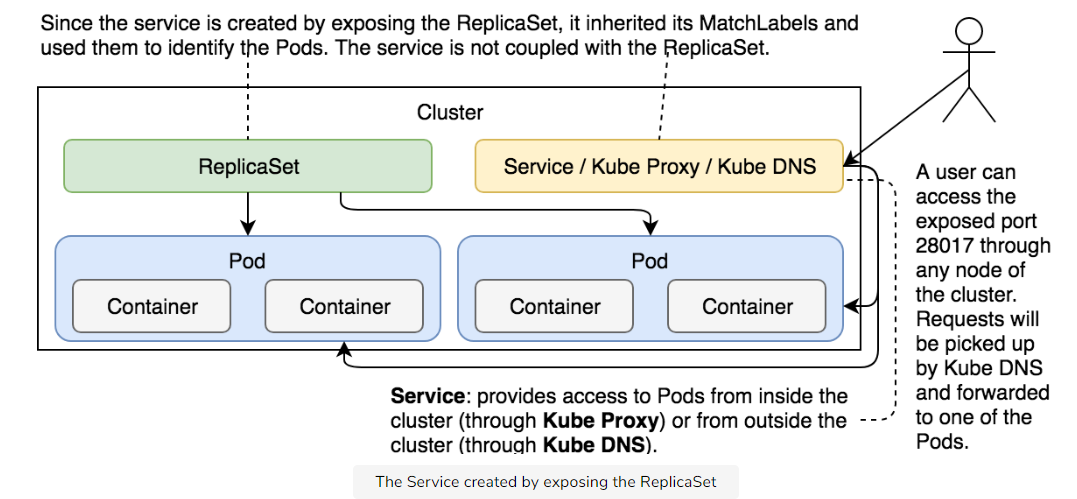 Since the service is created by exposing the ReplicaSet, it inherited its MatchLabels and
used them to identify the Pods. The service is not coupled with the ReplicaSet.
Cluster
ReplicaSet
Service / Kube Proxy / Kube DNS
Pod
Container
Container
Pod
Container
Container
A user can
access the
exposed port
28017 through
any node of
the cluster.
Requests will
be picked up
by Kube DNS
and forwarded
to one of the
Pods.
Service: provides access to Pods from inside the
cluster (through Kube Proxy) or from outside the
cluster (through Kube DNS).
The Service created by exposing the ReplicaSet